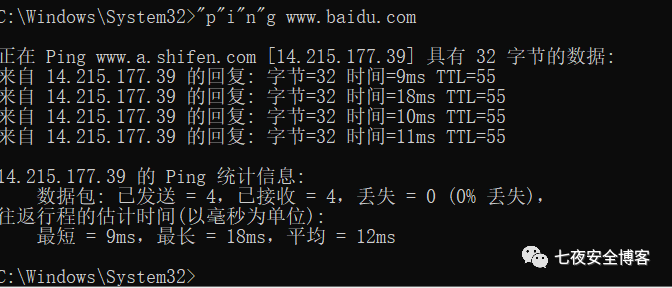 C:\Windows\System32>"p"i"n"g www.baidu.com
正在 Ping www.a.shifen.com [14.215.177.39] 具有 32 字节的数据:
来自 14.215.177.39 的回复: 字节=32 时间=9ms TTL=55
来自 14.215.177.39 的回复: 字节=32 时间=18ms TTL=55
来自 14.215.177.39 的回复: 字节=32 时间=10ms TTL=55
来自 14.215.177.39 的回复: 字节=32 时间=11ms TTL=55
14.215.177.39 的 Ping 统计信息:
数据包: 已发送 = 4，已接收 = 4，丢失 = 0 (0% 丢失)，
往返行程的估计时间(以毫秒为单位):
最短 = 9ms，最长 = 18ms，平均 = 12ms
七夜安全博客
C:\Windows\System32>